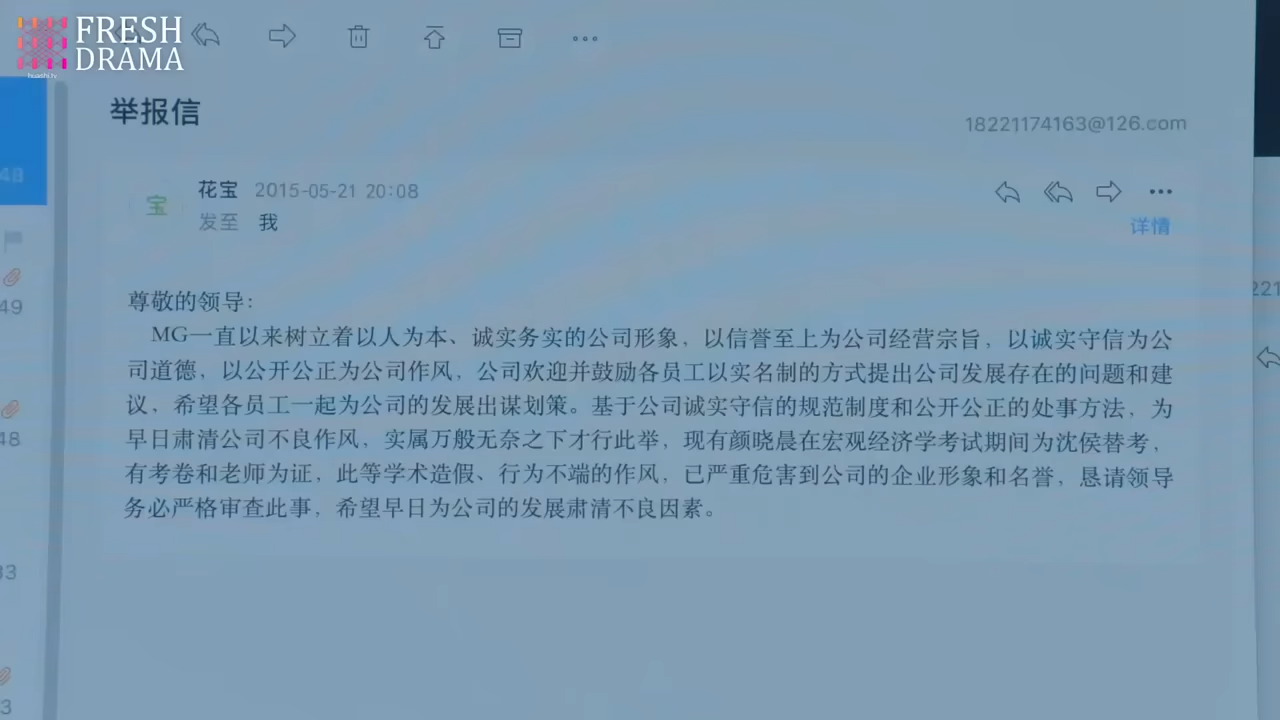 FRESH
DRAMA
huashi.tv
举报信
18221174163@126.com
48
宝
花宝 2015-05-21 20:08
发至 我
详情
49
221
尊敬的领导：
MG一直以来树立着以人为本、诚实务实的公司形象，以信誉至上为公司经营宗旨，以诚实守信为公
司道德，以公开公正为公司作风，公司欢迎并鼓励各员工以实名制的方式提出公司发展存在的问题和建
议，希望各员工一起为公司的发展出谋划策。基于公司诚实守信的规范制度和公开公正的处事方法，为
早日肃清公司不良作风，实属万般无奈之下才行此举，现有颜晓晨在宏观经济学考试期间为沈侯替考，
有考卷和老师为证，此等学术造假、行为不端的作风，已严重危害到公司的企业形象和名誉，恳请领导
务必严格审查此事，希望早日为公司的发展肃清不良因素。
48
33
3